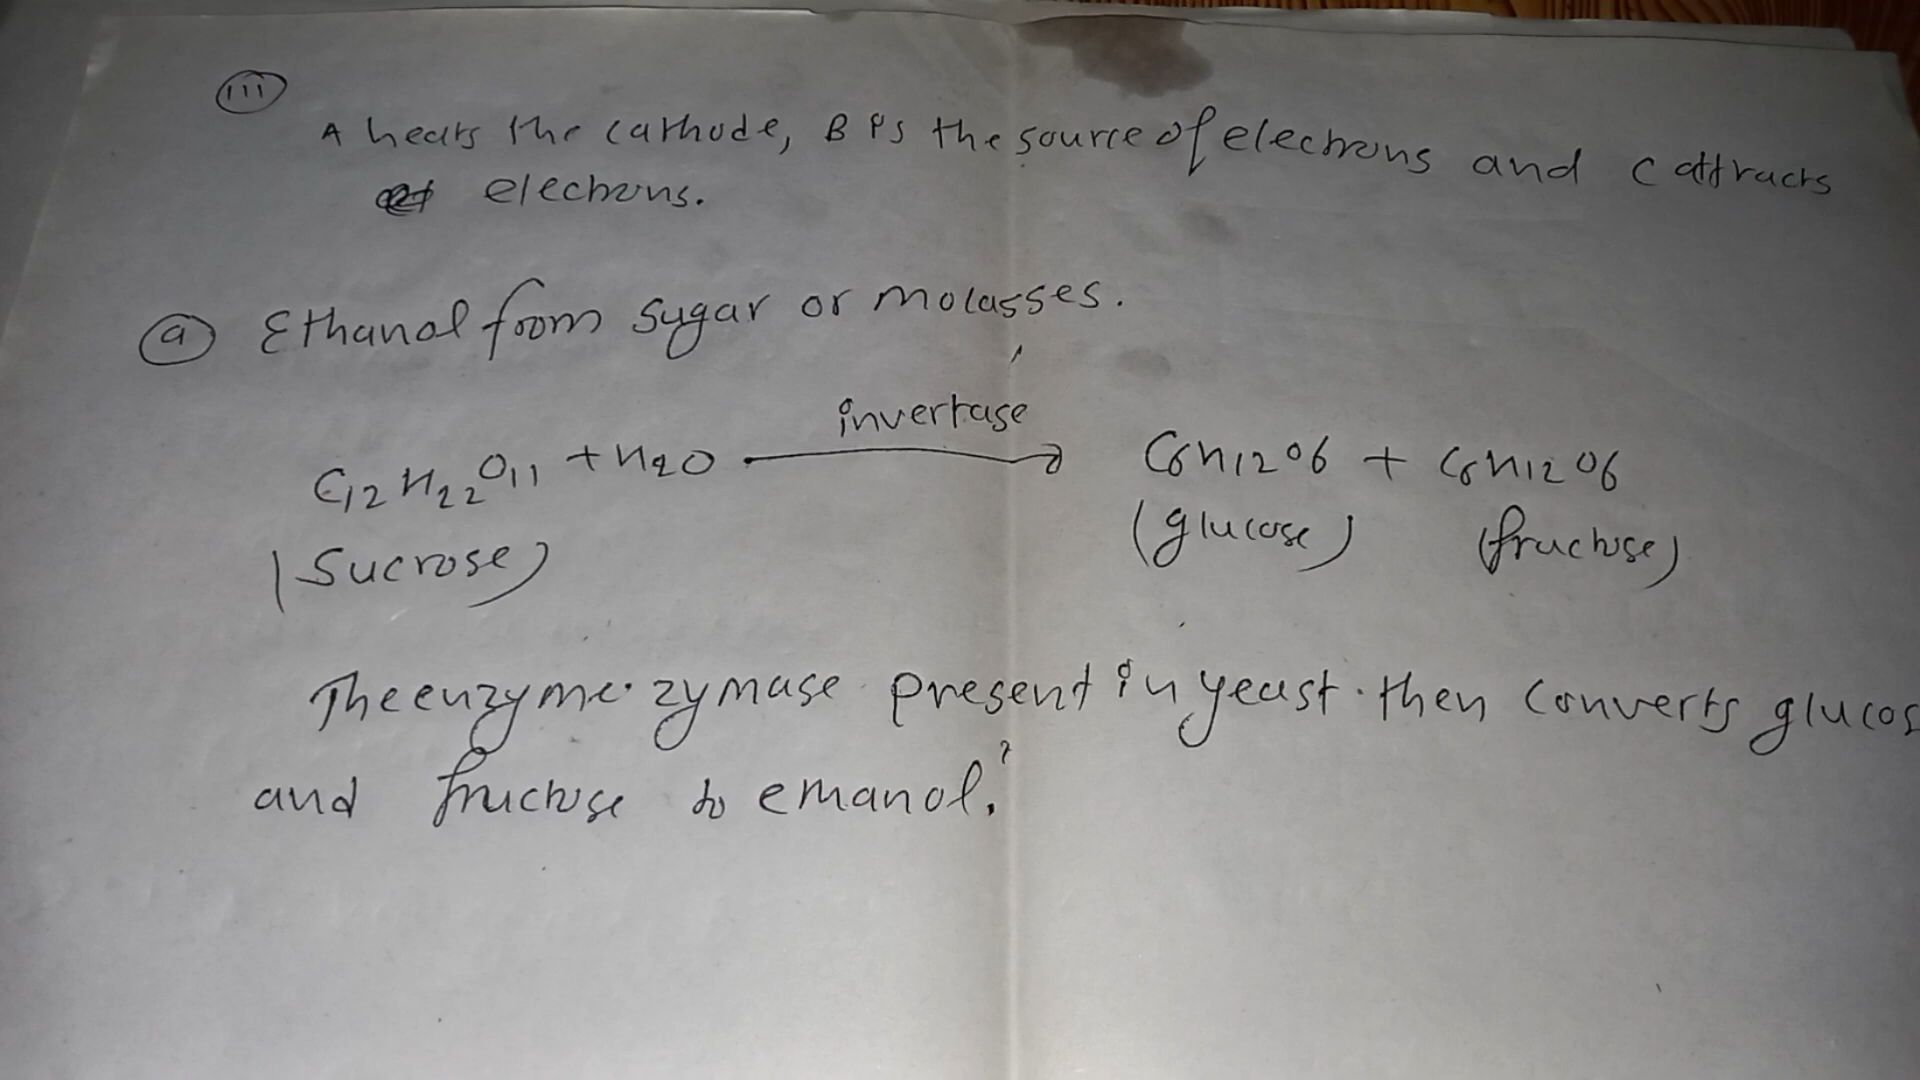 (iii)
A heats the cathode, B is the source of electrons and C attracts
electrons.
(a) Ethanol from sugar or molasses.
invertase
C12H22O11 + H2O → C6H12O6 + C6H12O6
(Sucrose) (glucose) (fructose)
The enzyme zymase present in yeast then converts glucos
and fructose to emanol.